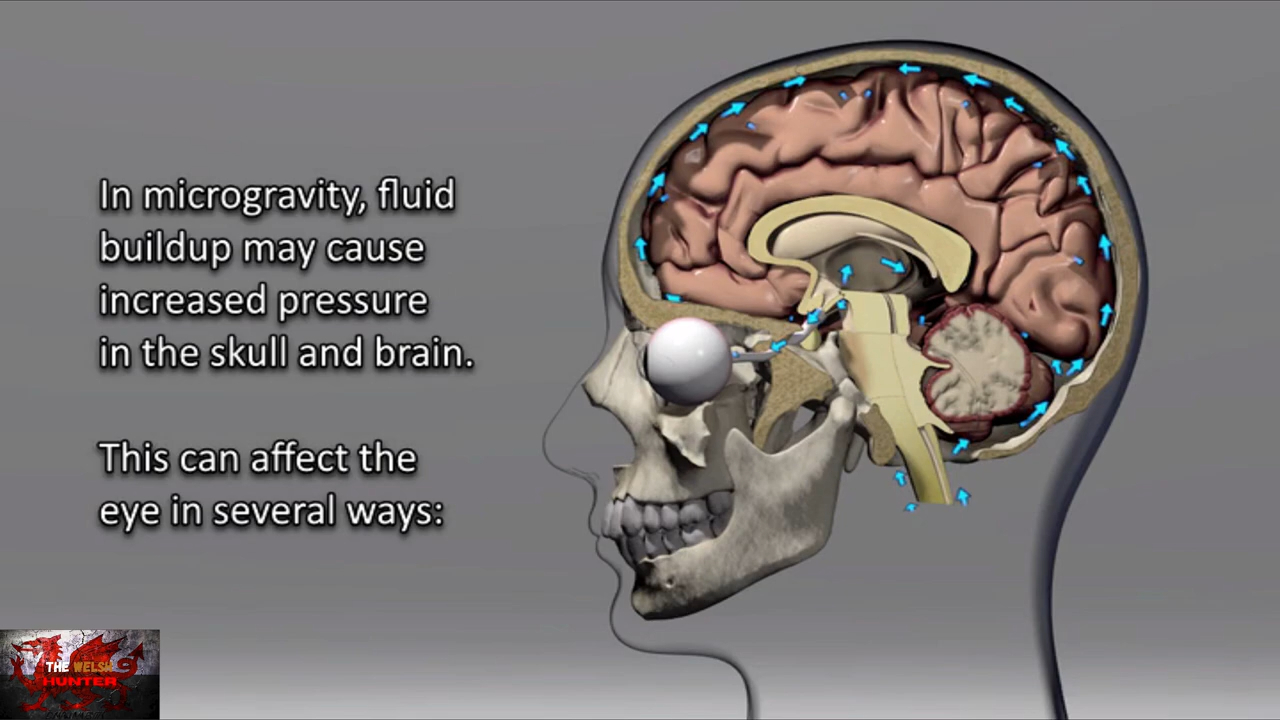 In microgravity, fluid
buildup may cause
increased pressure
in the skull and brain.
This can affect the
eye in several ways:
THE WELSH
HUNTER